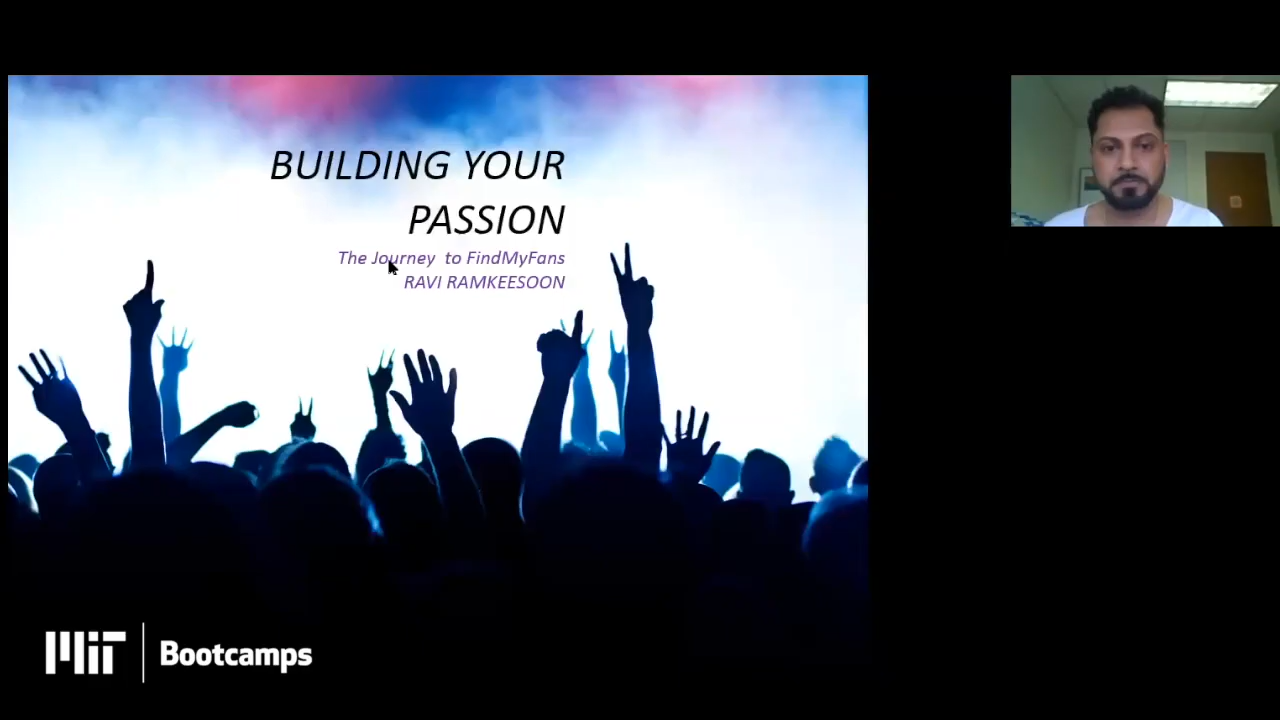 BUILDING YOUR
PASSION
The Journey to FindMyFans
RAVI RAMKEESOON
MIT Bootcamps